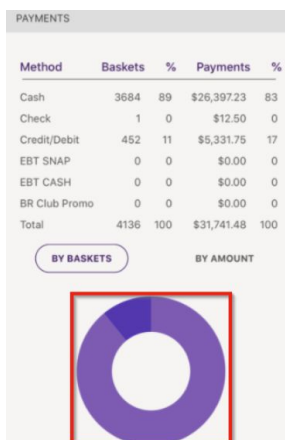 PAYMENTS
Method Baskets % Payments %
Cash 3684 89 $26,397.23 83
Check 1 0 $12.50 0
Credit/Debit 452 11 $5,331.75 17
EBT SNAP 0 0 $0.00 0
EBT CASH 0 0 $0.00 0
BR Club Promo 0 0 $0.00 0
Total 4136 100 $31,741.48 100
BY BASKETS BY AMOUNT